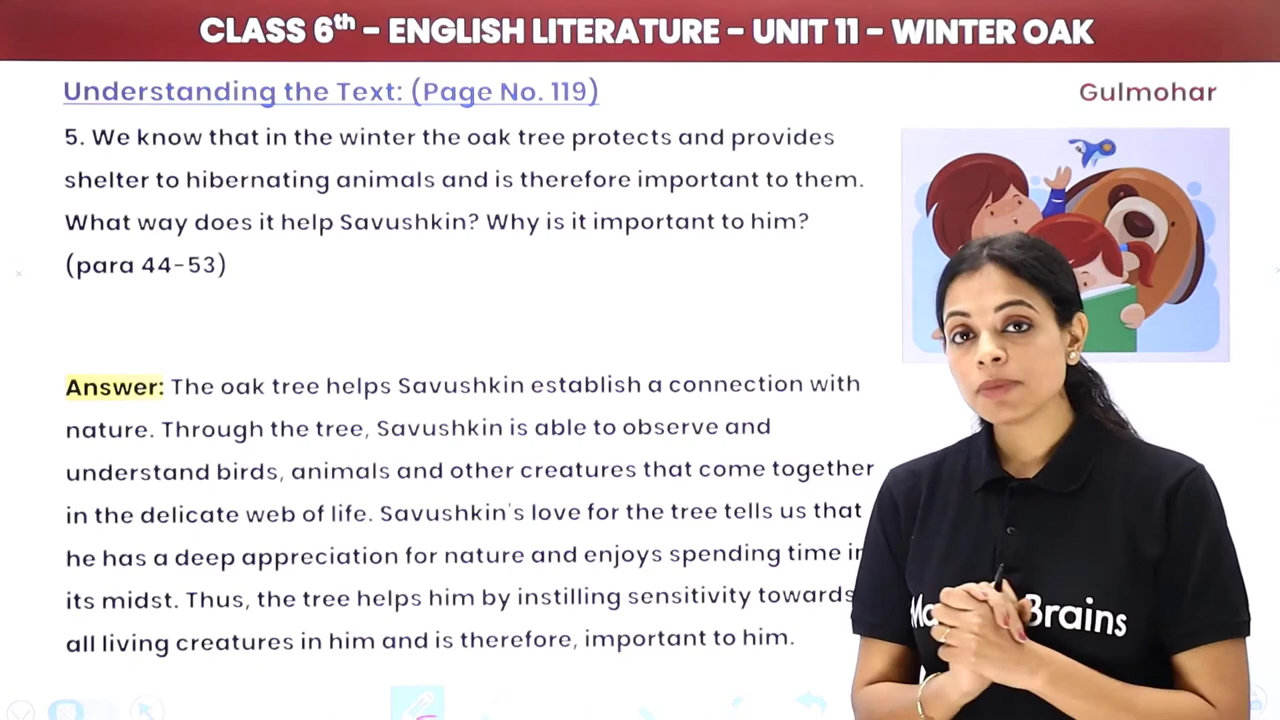 CLASS 6th – ENGLISH LITERATURE – UNIT 11 – WINTER OAK
Understanding the Text: (Page No. 119)
Gulmohar
5. We know that in the winter the oak tree protects and provides
shelter to hibernating animals and is therefore important to them.
What way does it help Savushkin? Why is it important to him?
(para 44-53)
Answer: The oak tree helps Savushkin establish a connection with
nature. Through the tree, Savushkin is able to observe and
understand birds, animals and other creatures that come together
in the delicate web of life. Savushkin's love for the tree tells us that
he has a deep appreciation for nature and enjoys spending time in
its midst. Thus, the tree helps him by instilling sensitivity towards
all living creatures in him and is therefore, important to him.
Brains